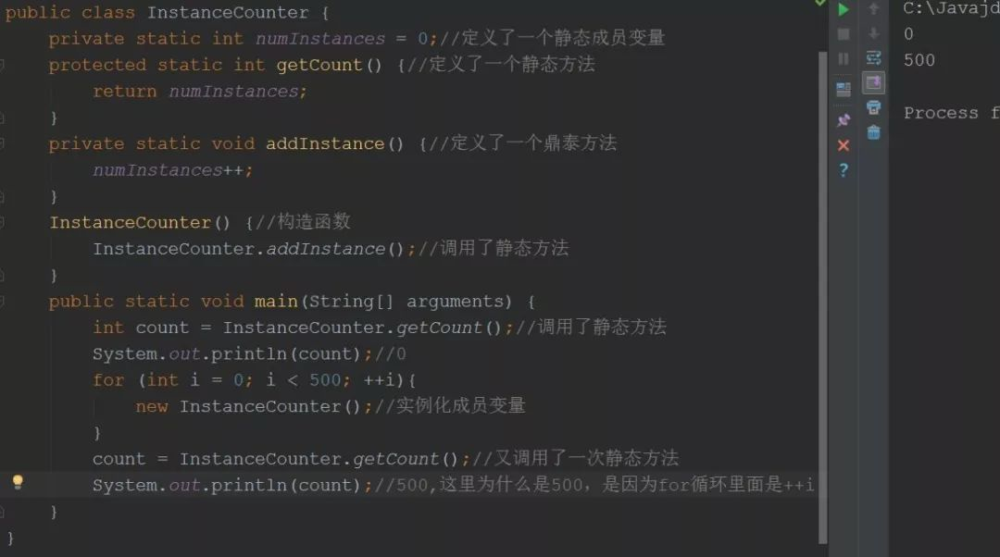 public class InstanceCounter {
private static int numInstances = 0;//定义了一个静态成员变量
protected static int getCount() {//定义了一个静态方法
return numInstances;
}
private static void addInstance() {//定义了一个鼎泰方法
numInstances++;
}
InstanceCounter() {//构造函数
InstanceCounter.addInstance();//调用了静态方法
}
public static void main(String[] arguments) {
int count = InstanceCounter.getCount();//调用了静态方法
System.out.println(count);//0
for (int i = 0; i < 500; ++i){
new InstanceCounter();//实例化成员变量
}
count = InstanceCounter.getCount();//又调用了一次静态方法
System.out.println(count);//500,这里为什么是500，是因为for循环里面是++i
}
}
C:\Javajd
0
500
Process f